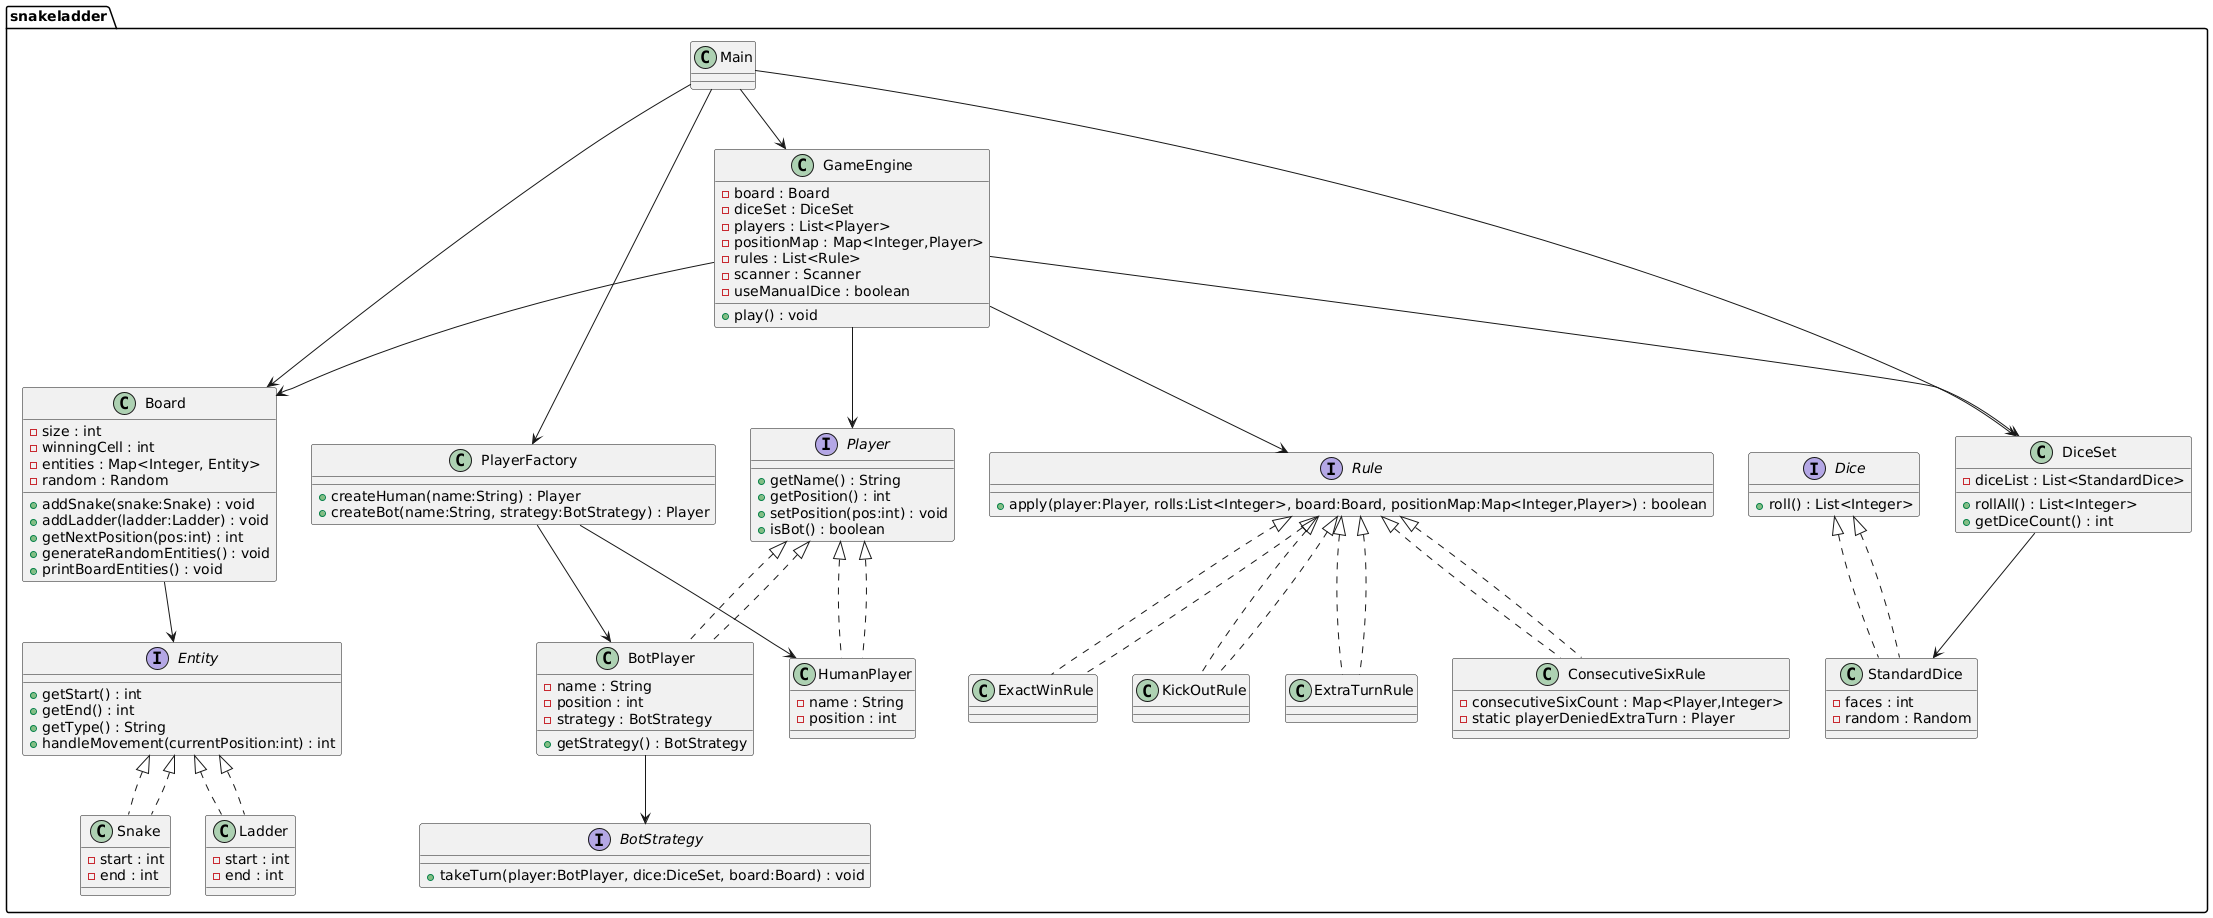 snakeladder
C Main
C GameEngine
board : Board
diceSet : DiceSet
players : List<Player>
positionMap : Map<Integer,Player>
rules : List<Rule>
scanner : Scanner
useManualDice : boolean
play() : void
C Board
size : int
winningCell : int
entities : Map<Integer, Entity>
random : Random
addSnake(snake:Snake) : void
addLadder(ladder:Ladder) : void
getNextPosition(pos:int) : int
generateRandomEntities() : void
printBoardEntities() : void
C PlayerFactory
createHuman(name:String) : Player
createBot(name:String, strategy:BotStrategy) : Player
I Player
getName() : String
getPosition() : int
setPosition(pos:int) : void
isBot() : boolean
I Rule
apply(player:Player, rolls:List<Integer>, board:Board, positionMap:Map<Integer,Player>) : boolean
I Dice
roll() : List<Integer>
C DiceSet
diceList : List<StandardDice>
rollAll() : List<Integer>
getDiceCount() : int
I Entity
getStart() : int
getEnd() : int
getType() : String
handleMovement(currentPosition:int) : int
C BotPlayer
name : String
position : int
strategy : BotStrategy
getStrategy() : BotStrategy
C HumanPlayer
name : String
position : int
C ExactWinRule
C KickOutRule
C ExtraTurnRule
C ConsecutiveSixRule
consecutiveSixCount : Map<Player,Integer>
static playerDeniedExtraTurn : Player
C StandardDice
faces : int
random : Random
C Snake
start : int
end : int
C Ladder
start : int
end : int
I BotStrategy
takeTurn(player:BotPlayer, dice:DiceSet, board:Board) : void